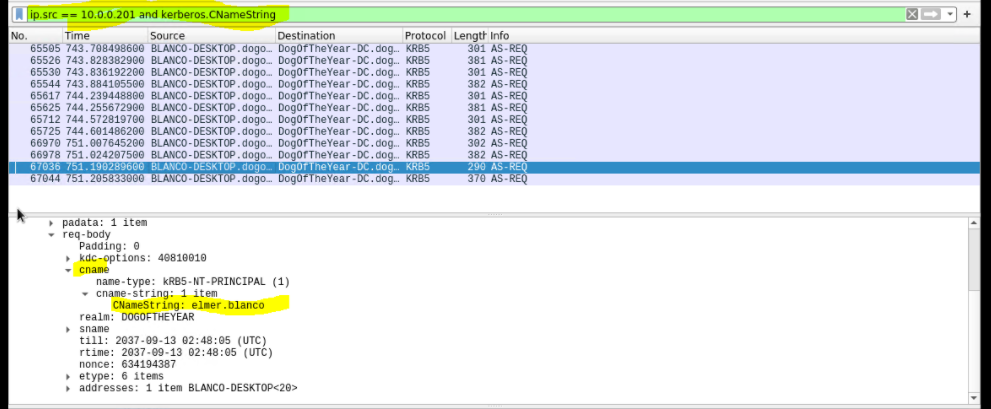 ip.src == 10.0.0.201 and kerberos.CNameString
No. Time Source Destination Protocol Length Info
65505 743.708498600 BLANCO-DESKTOP.dogo… DogOfTheYear-DC.dog… KRB5 301 AS-REQ
65526 743.828382900 BLANCO-DESKTOP.dogo… DogOfTheYear-DC.dog… KRB5 381 AS-REQ
65530 743.836192200 BLANCO-DESKTOP.dogo… DogOfTheYear-DC.dog… KRB5 301 AS-REQ
65544 743.884105500 BLANCO-DESKTOP.dogo… DogOfTheYear-DC.dog… KRB5 382 AS-REQ
65617 744.239448800 BLANCO-DESKTOP.dogo… DogOfTheYear-DC.dog… KRB5 301 AS-REQ
65625 744.255672900 BLANCO-DESKTOP.dogo… DogOfTheYear-DC.dog… KRB5 381 AS-REQ
65712 744.572819700 BLANCO-DESKTOP.dogo… DogOfTheYear-DC.dog… KRB5 301 AS-REQ
65725 744.601486200 BLANCO-DESKTOP.dogo… DogOfTheYear-DC.dog… KRB5 382 AS-REQ
66970 751.007645200 BLANCO-DESKTOP.dogo… DogOfTheYear-DC.dog… KRB5 302 AS-REQ
66978 751.024207500 BLANCO-DESKTOP.dogo… DogOfTheYear-DC.dog… KRB5 382 AS-REQ
67036 751.190289600 BLANCO-DESKTOP.dogo… DogOfTheYear-DC.dog… KRB5 290 AS-REQ
67044 751.205833000 BLANCO-DESKTOP.dogo… DogOfTheYear-DC.dog… KRB5 370 AS-REQ
padata: 1 item
req-body
Padding: 0
kdc-options: 40810010
cname
name-type: kRB5-NT-PRINCIPAL (1)
cname-string: 1 item
CNameString: elmer.blanco
realm: DOGOFTHEYEAR
sname
till: 2037-09-13 02:48:05 (UTC)
rtime: 2037-09-13 02:48:05 (UTC)
nonce: 634194387
etype: 6 items
addresses: 1 item BLANCO-DESKTOP<20>